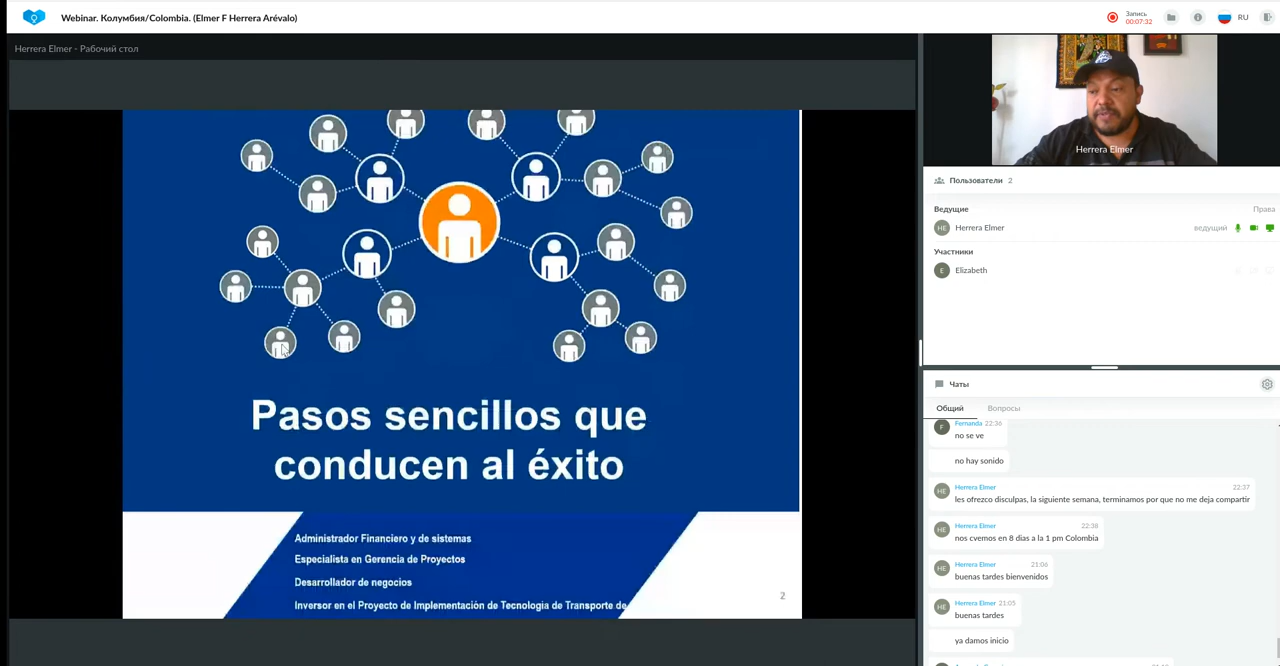 Webinar. Колумбия/Colombia. (Elmer F Herrera Arévalo)
Запись
00:07:32
RU
Herrera Elmer - Рабочий стол
Pasos sencillos que
conducen al éxito
Administrador Financiero y de sistemas
Especialista en Gerencia de Proyectos
Desarrollador de negocios
Inversor en el Proyecto de Implementación de Tecnologia de Transporte de
2
Herrera Elmer
Пользователи 2
Ведущие
Права
HE
Herrera Elmer
ведущий
Участники
E
Elizabeth
Чаты
Общий
Вопросы
F
Fernanda 22:36
no se ve
no hay sonido
HE
Herrera Elmer
22:37
les ofrezco disculpas, la siguiente semana, terminamos por que no me deja compartir
HE
Herrera Elmer
22:38
nos cvemos en 8 dias a la 1 pm Colombia
HE
Herrera Elmer
21:06
buenas tardes bienvenidos
HE
Herrera Elmer 21:05
buenas tardes
ya damos inicio